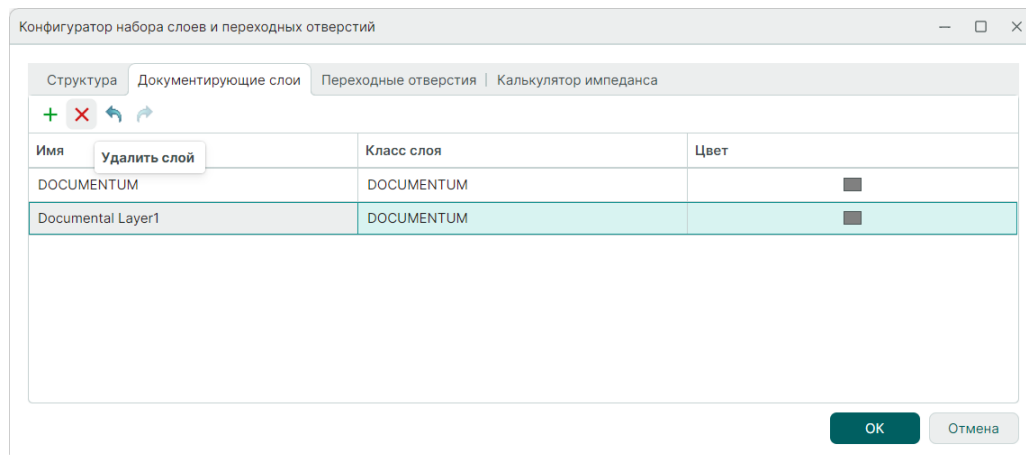 Конфигуратор набора слоев и переходных отверстий
Структура Документирующие слои Переходные отверстия | Калькулятор импеданса
Имя Класс слоя Цвет
Удалить слой
DOCUMENTUM DOCUMENTUM
Documental Layer1 DOCUMENTUM
ОК Отмена